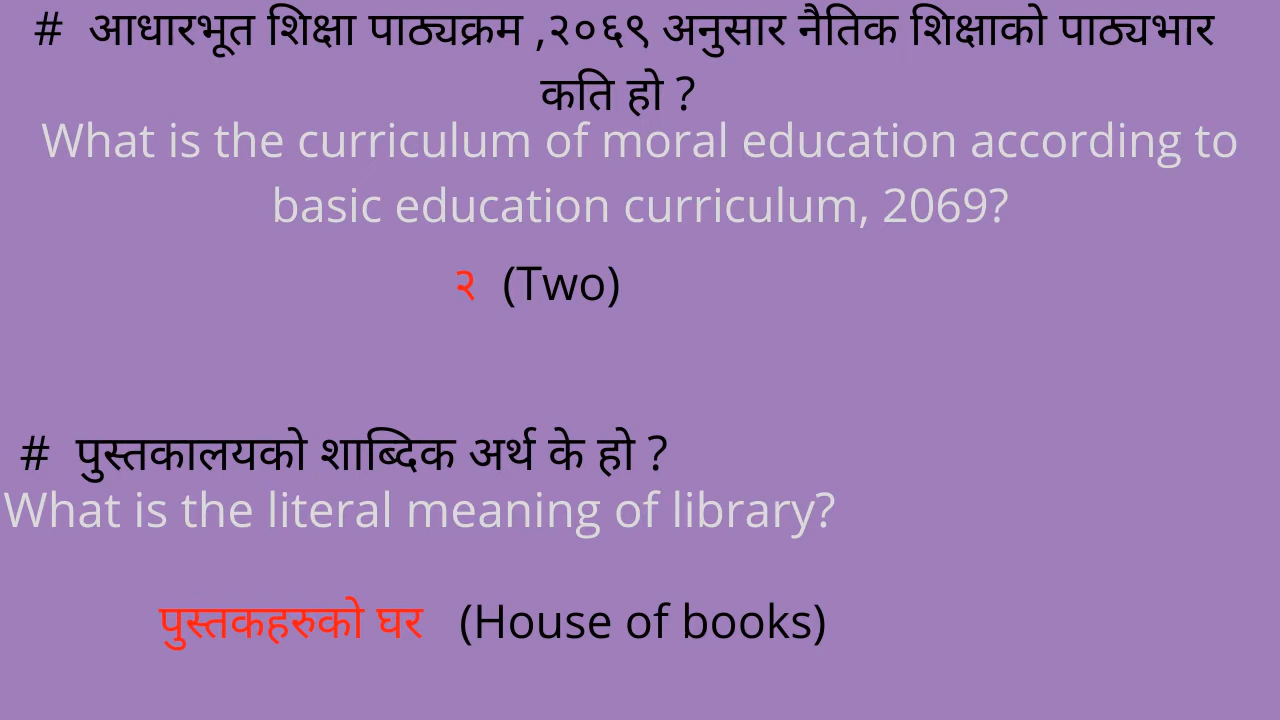 # आधारभूत शिक्षा पाठ्यक्रम ,२०६९ अनुसार नैतिक शिक्षाको पाठ्यभार
कति हो ?
What is the curriculum of moral education according to
basic education curriculum, 2069?
२ (Two)
# पुस्तकालयको शाब्दिक अर्थ के हो ?
What is the literal meaning of library?
पुस्तकहरुको घर (House of books)